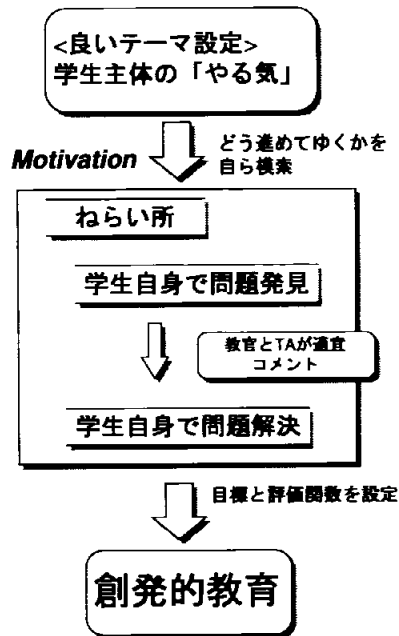 <良いテーマ設定>
学生主体の「やる気」
Motivation
どう進めてゆくかを
自ら模索
ねらい所
学生自身で問題発見
教官とTAが適宜
コメント
学生自身で問題解決
目標と評価関数を設定
創発的教育